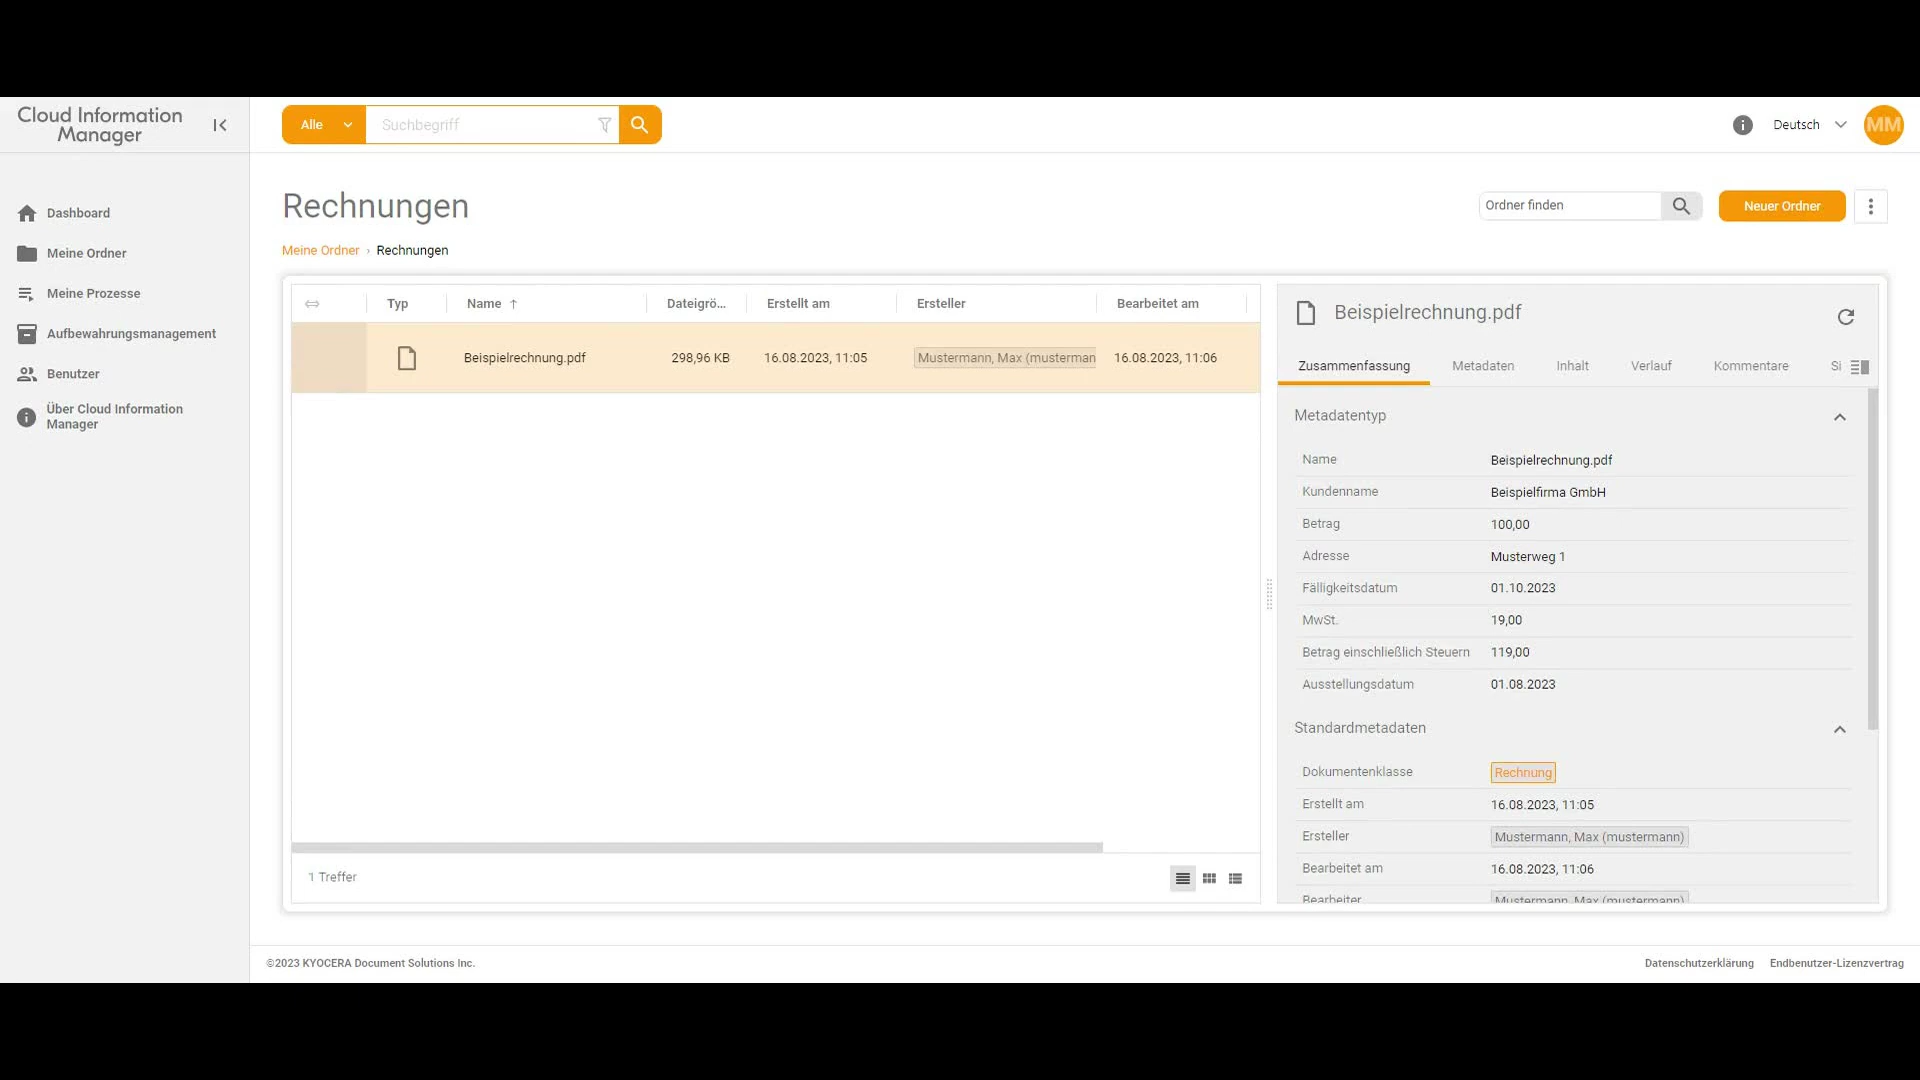 Cloud Information
Manager
Alle
Suchbegriff
Deutsch
MM
Dashboard
Meine Ordner
Meine Prozesse
Aufbewahrungsmanagement
Benutzer
Über Cloud Information
Manager
Rechnungen
Ordner finden
Neuer Ordner
Meine Ordner › Rechnungen
Typ Name ↑ Dateigrö... Erstellt am Ersteller Bearbeitet am
Beispielrechnung.pdf 298,96 KB 16.08.2023, 11:05 Mustermann, Max (musterman 16.08.2023, 11:06
1 Treffer
Beispielrechnung.pdf
Zusammenfassung Metadaten Inhalt Verlauf Kommentare Si
Metadatentyp
Name Beispielrechnung.pdf
Kundenname Beispielfirma GmbH
Betrag 100,00
Adresse Musterweg 1
Fälligkeitsdatum 01.10.2023
MwSt. 19,00
Betrag einschließlich Steuern 119,00
Ausstellungsdatum 01.08.2023
Standardmetadaten
Dokumentenklasse Rechnung
Erstellt am 16.08.2023, 11:05
Ersteller Mustermann, Max (mustermann)
Bearbeitet am 16.08.2023, 11:06
Bearbeiter Mustermann, Max (mustermann)
©2023 KYOCERA Document Solutions Inc.
Datenschutzerklärung Endbenutzer-Lizenzvertrag